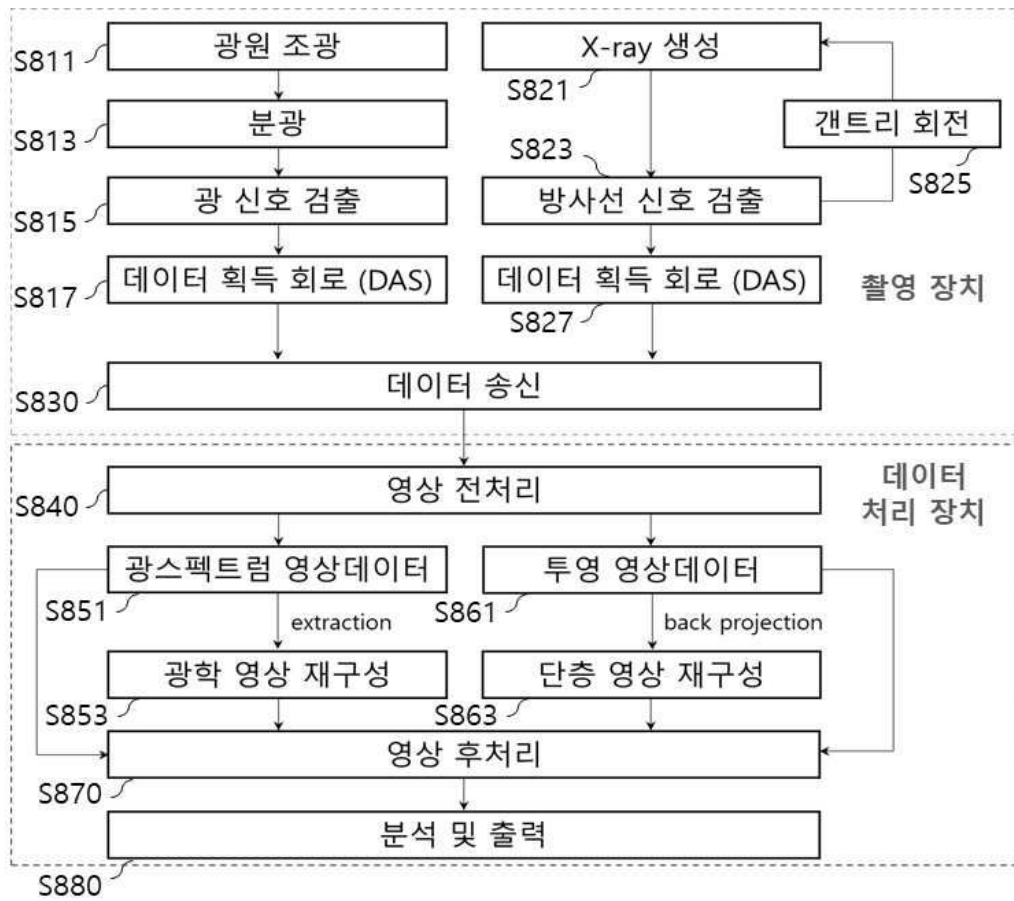 광원 조광
S811
X-ray 생성
S821
분광
S813
갠트리 회전
S825
S823
광 신호 검출
S815
방사선 신호 검출
데이터 획득 회로 (DAS)
S817
데이터 획득 회로 (DAS)
S827
촬영 장치
데이터 송신
S830
영상 전처리
S840
데이터
처리 장치
광스펙트럼 영상데이터
S851
투영 영상데이터
S861
extraction
back projection
광학 영상 재구성
S853
단층 영상 재구성
S863
영상 후처리
S870
분석 및 출력
S880